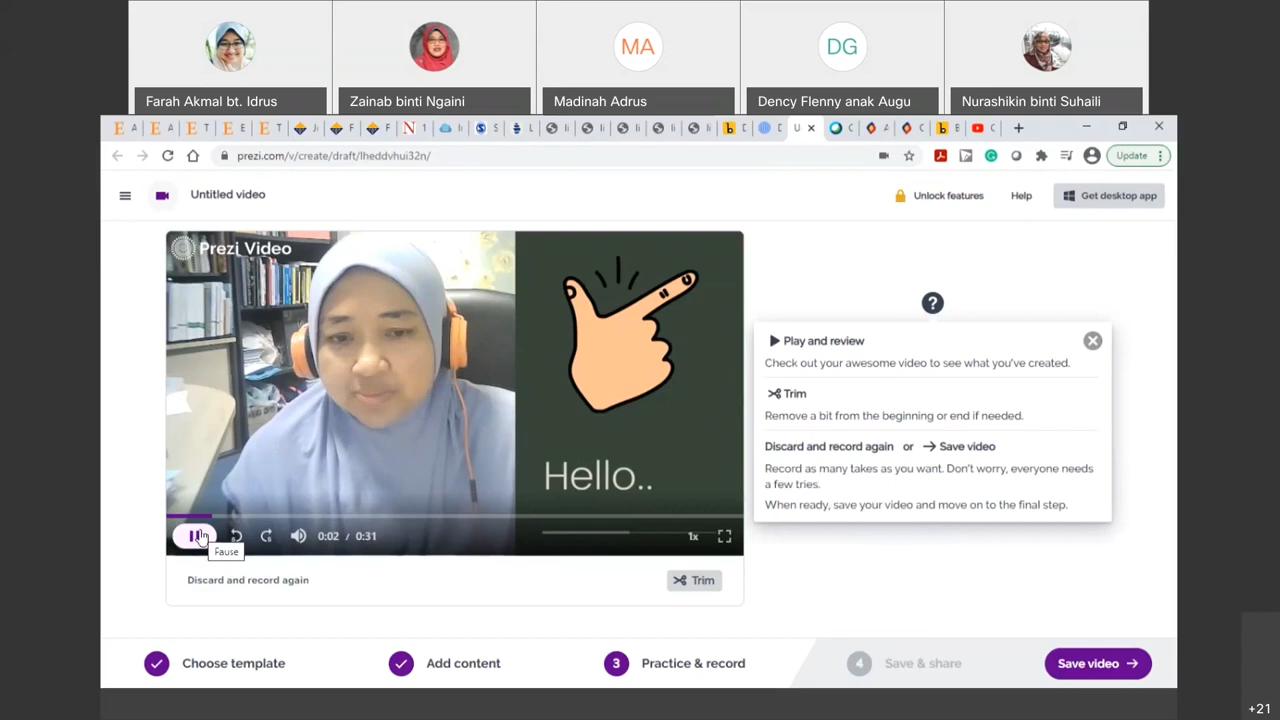 MA
DG
Farah Akmal bt. Idrus
Zainab binti Ngaini
Madinah Adrus
Dency Flenny anak Augu
Nurashikin binti Suhaili
prezi.com/v/create/draft/lheddvhui32n/
Update
Untitled video
Unlock features
Help
Get desktop app
Prezi Video
Hello..
?
Play and review
Check out your awesome video to see what you've created.
Trim
Remove a bit from the beginning or end if needed.
Discard and record again or → Save video
Record as many takes as you want. Don't worry, everyone needs
a few tries.
When ready, save your video and move on to the final step.
0:02 / 0:31
1x
Pause
Discard and record again
Trim
Choose template
Add content
3 Practice & record
4 Save & share
Save video →
+21